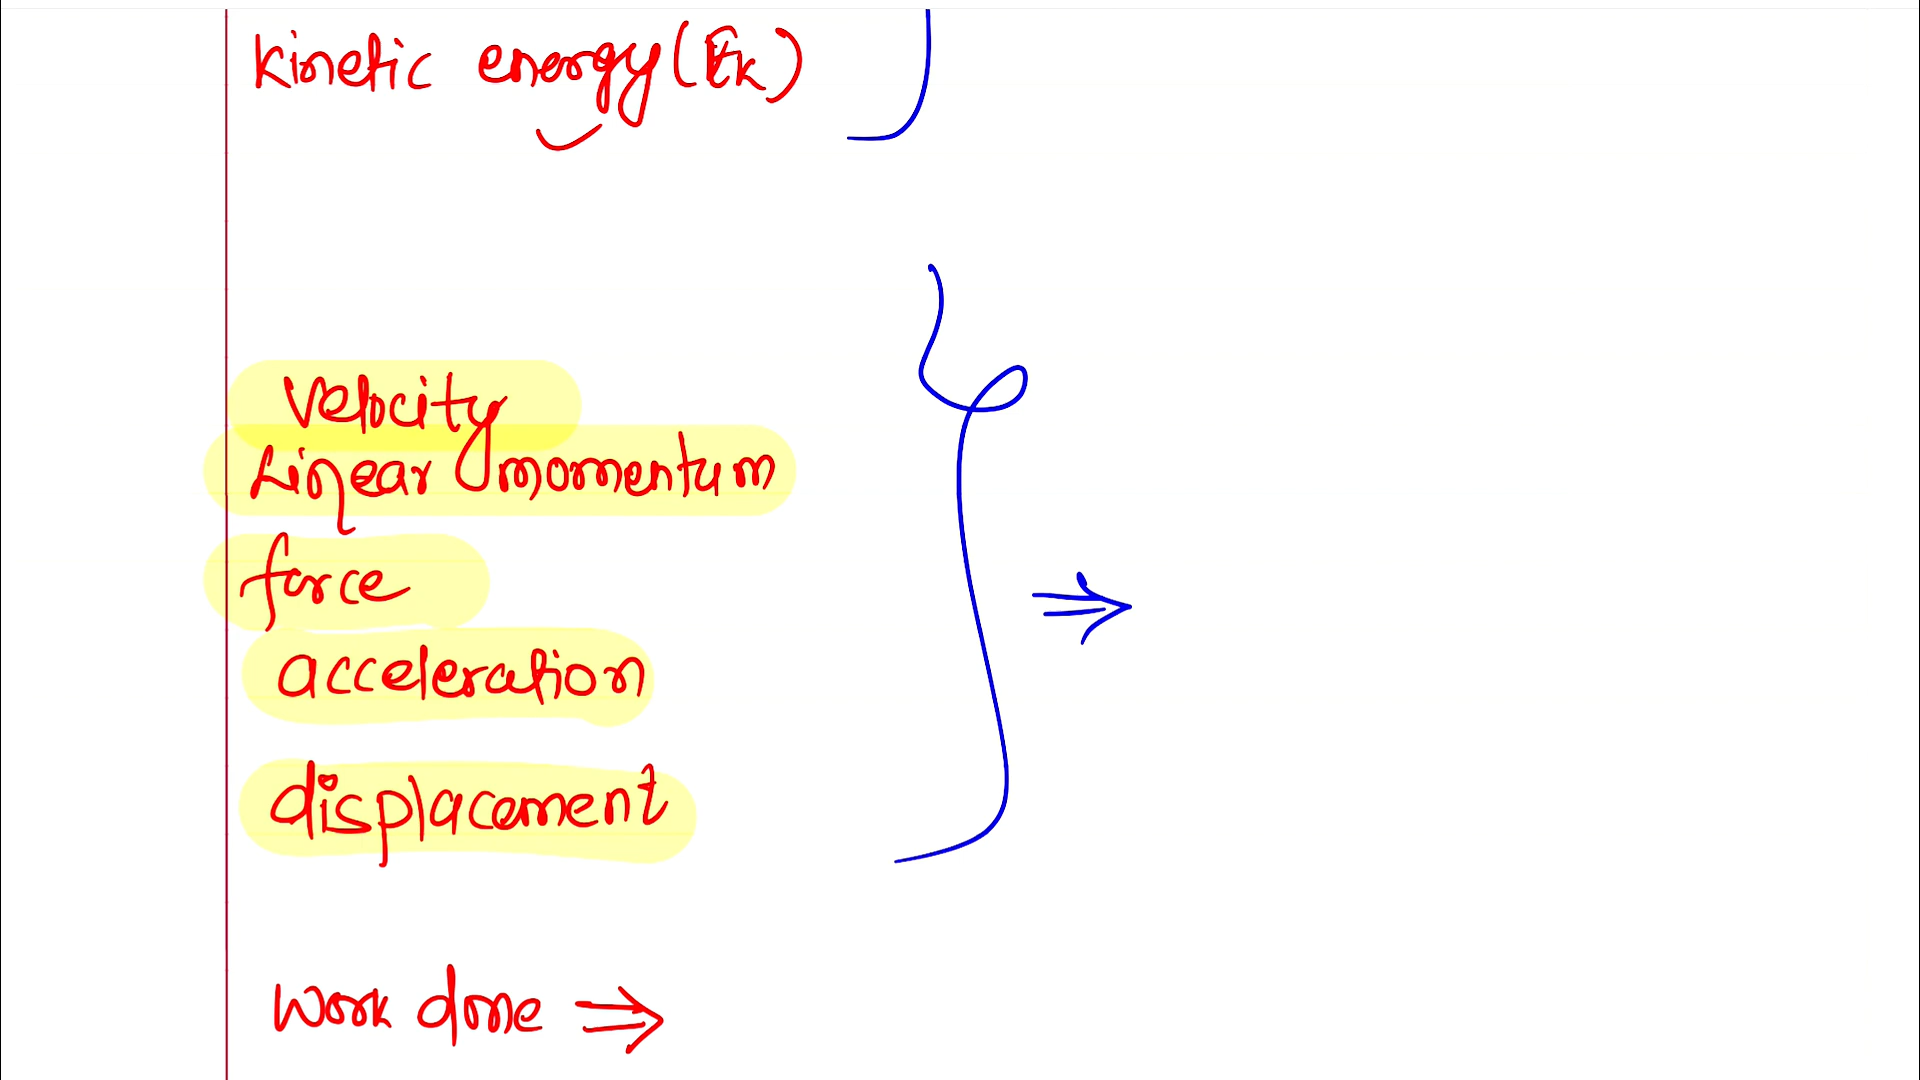 Kinetic energy (Ek)
Velocity
Linear momentum
force
acceleration
displacement
Work done ⇒